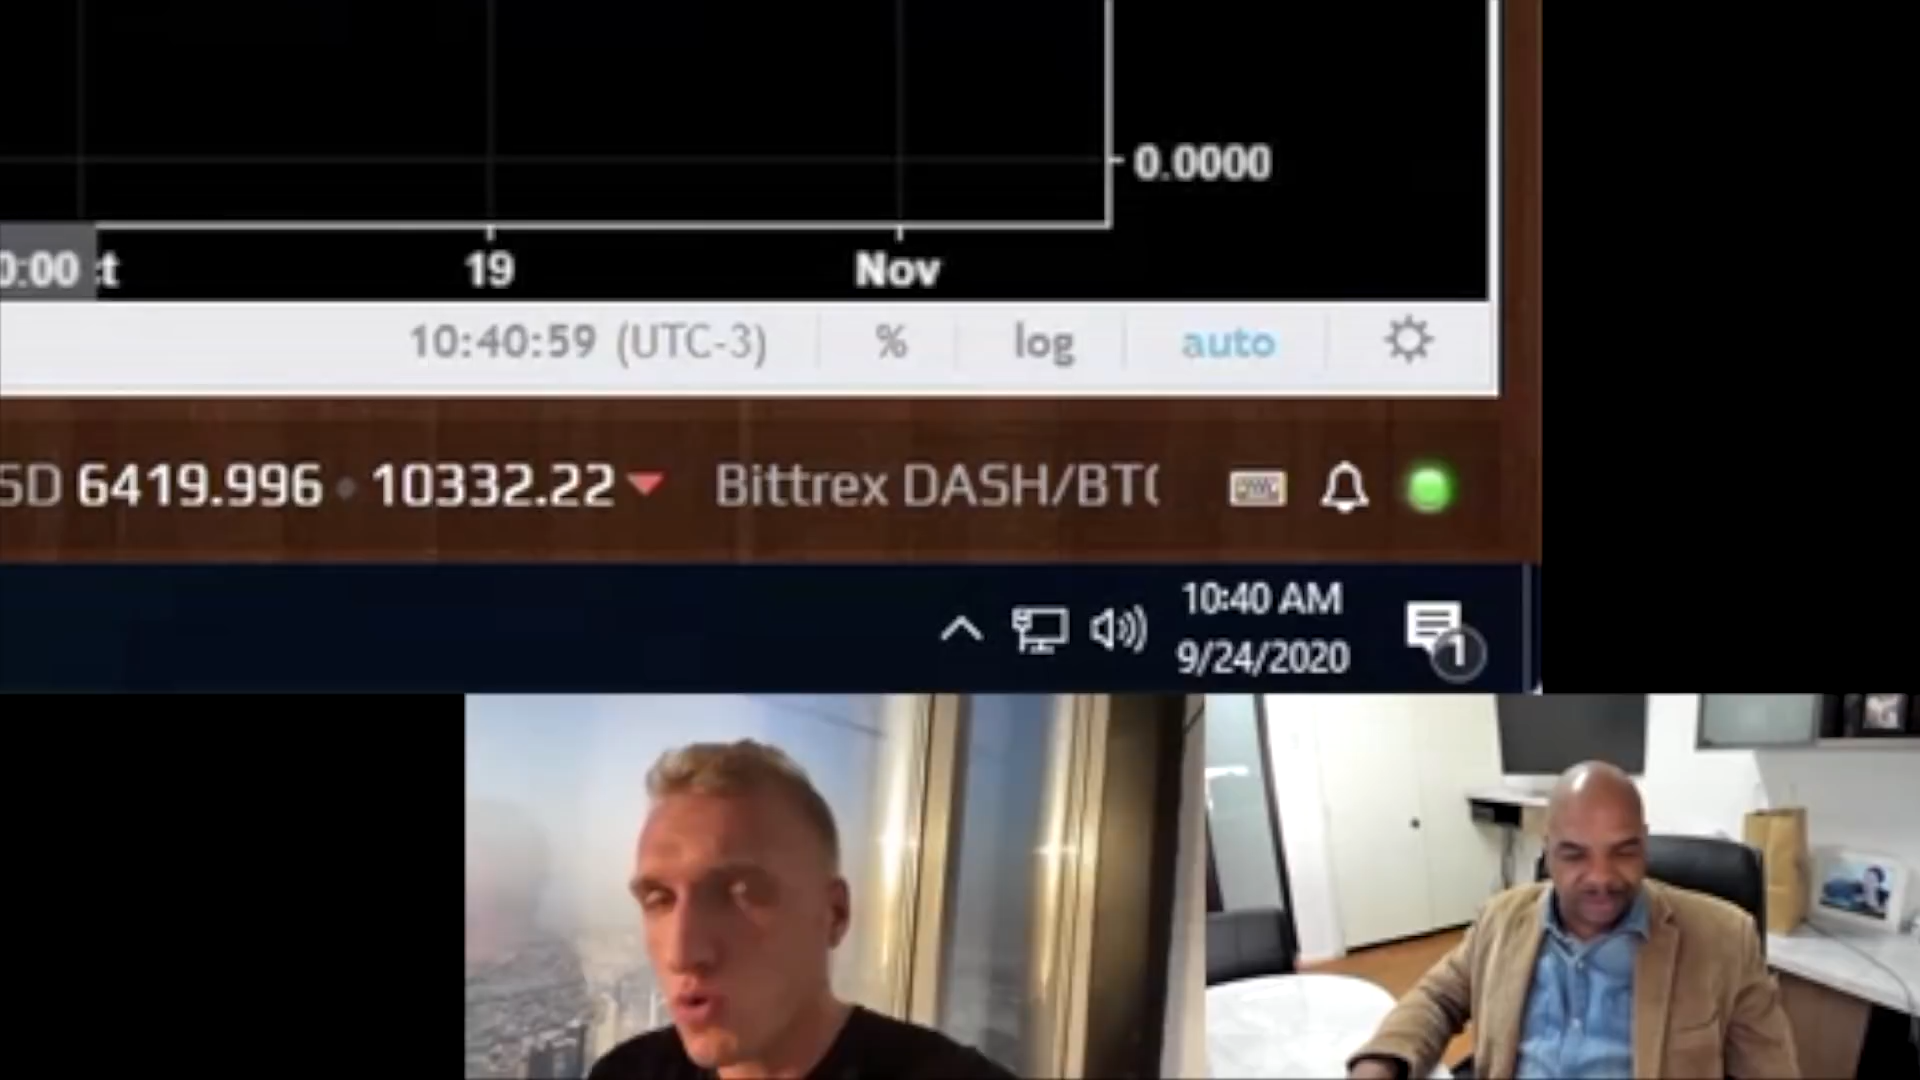 0.0000
0:00 :t 19 Nov
10:40:59 (UTC-3) % log auto
SD 6419.996 • 10332.22 Bittrex DASH/BT(
10:40 AM
9/24/2020
1